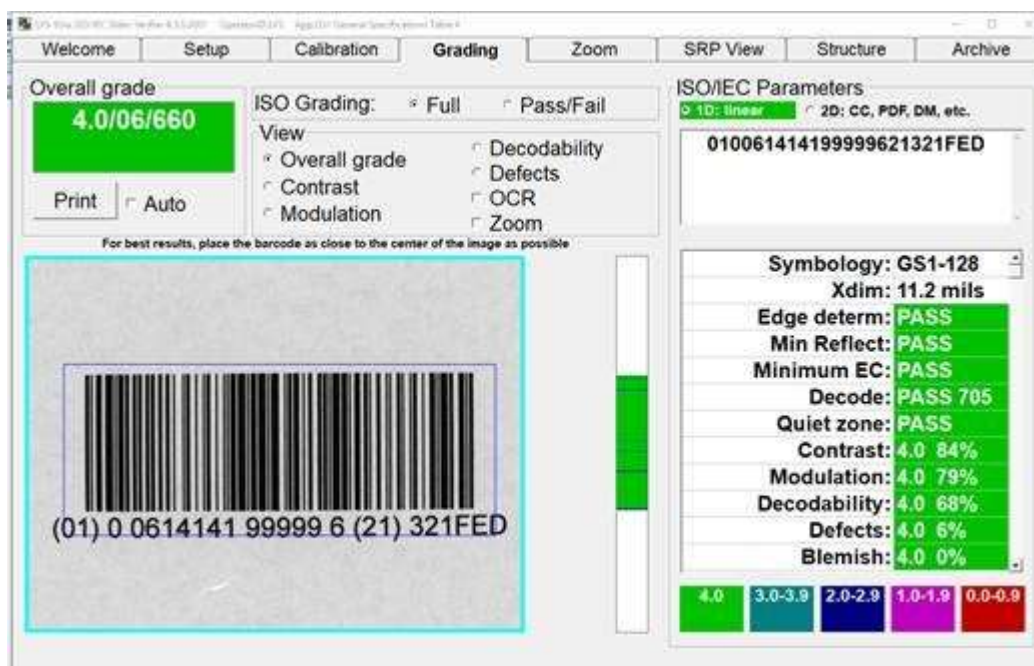 Welcome Setup Calibration Grading Zoom SRP View Structure Archive
Overall grade
4.0/06/660
Print Auto
ISO Grading: Full Pass/Fail
View
Overall grade
Contrast
Modulation
Decodability
Defects
OCR
Zoom
For best results, place the barcode as close to the center of the image as possible
(01) 0 0614141 99999 6 (21) 321FED
ISO/IEC Parameters
1D: linear 2D: CC, PDF, DM, etc.
010061414199999621321FED
Symbology: GS1-128
Xdim: 11.2 mils
Edge determ: PASS
Min Reflect: PASS
Minimum EC: PASS
Decode: PASS 705
Quiet zone: PASS
Contrast: 4.0 84%
Modulation: 4.0 79%
Decodability: 4.0 68%
Defects: 4.0 6%
Blemish: 4.0 0%
4.0 3.0-3.9 2.0-2.9 1.0-1.9 0.0-0.9